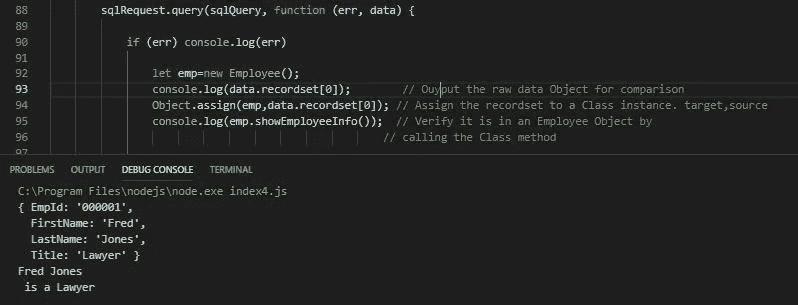 88 sqlRequest.query(sqlQuery, function (err, data) {
89
90 if (err) console.log(err)
91
92 let emp=new Employee();
93 console.log(data.recordset[0]); // Ouyput the raw data Object for comparison
94 Object.assign(emp,data.recordset[0]); // Assign the recordset to a Class instance. target,source
95 console.log(emp.showEmployeeInfo()); // Verify it is in an Employee Object by
96 // calling the Class method
97
PROBLEMS OUTPUT DEBUG CONSOLE TERMINAL
C:\Program Files\nodejs\node.exe index4.js
{ EmpId: '000001',
FirstName: 'Fred',
LastName: 'Jones',
Title: 'Lawyer' }
Fred Jones
is a Lawyer